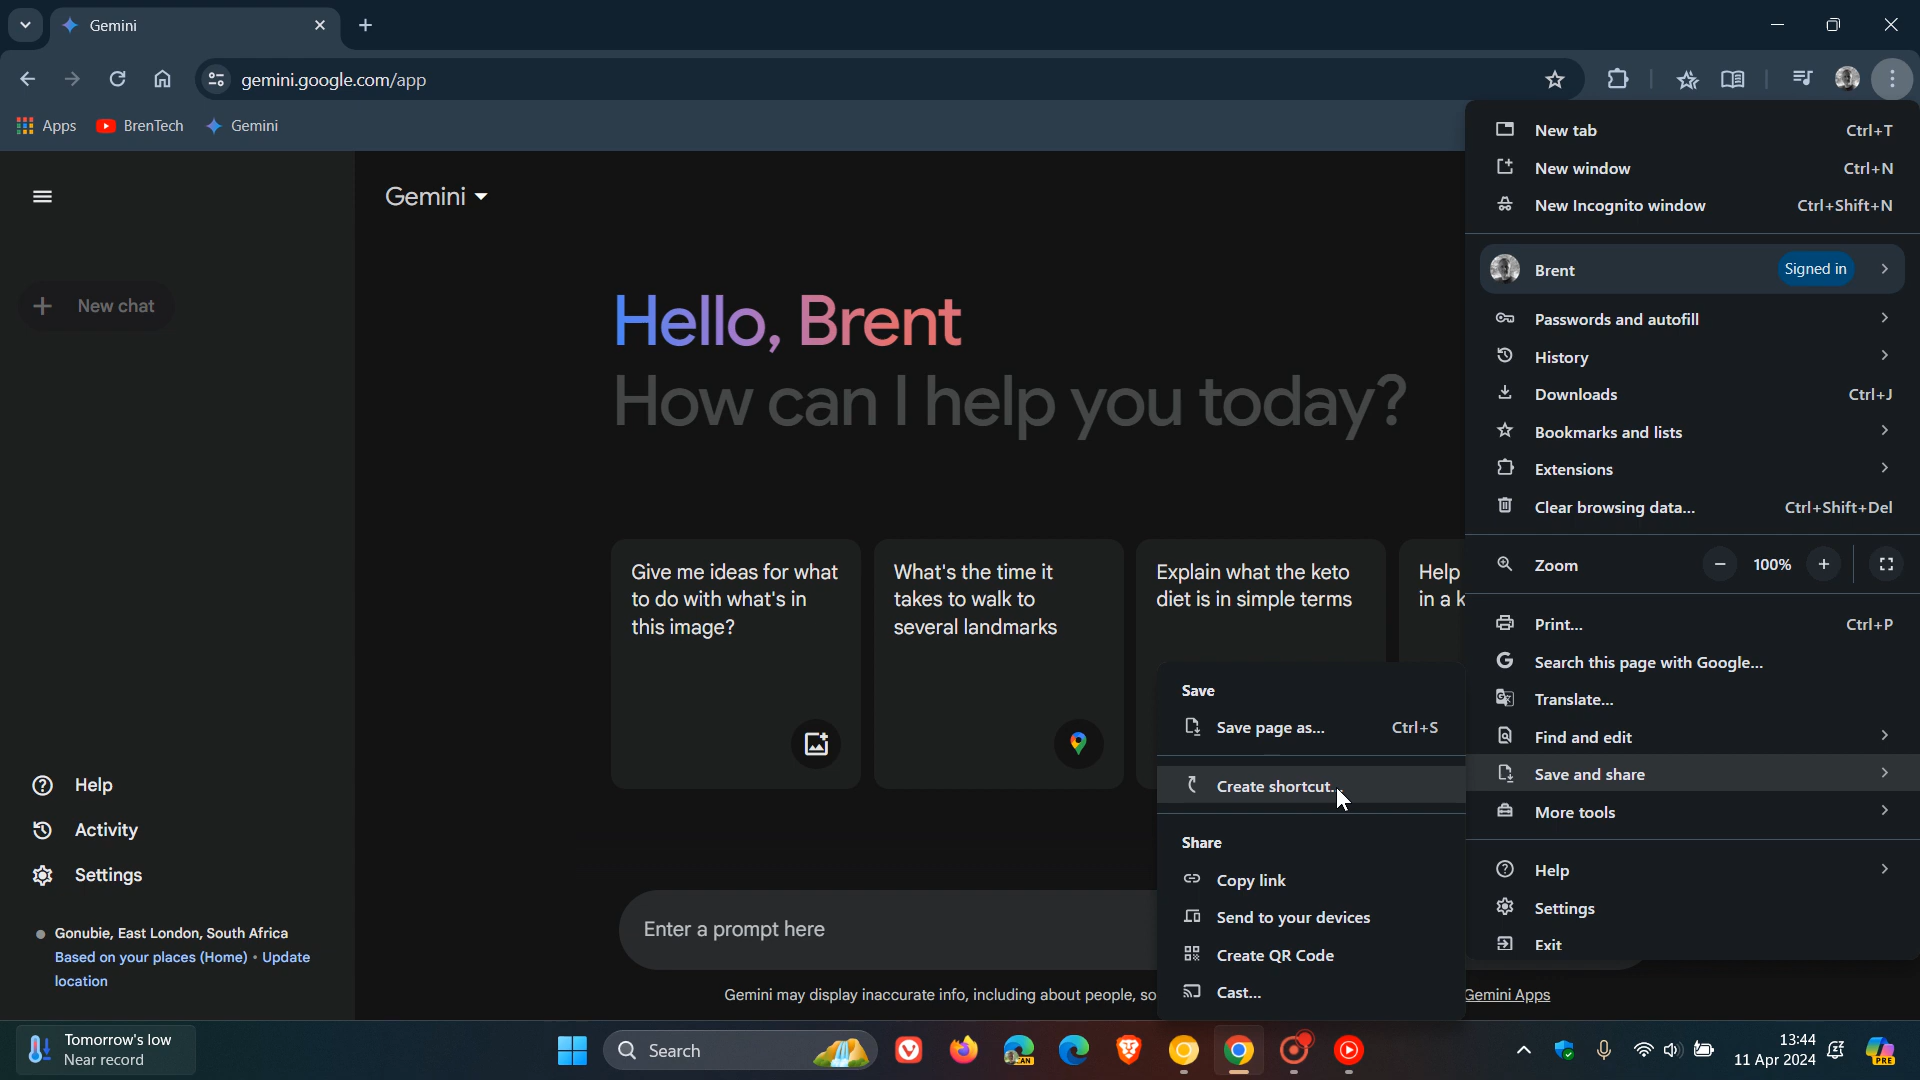 Gemini
gemini.google.com/app
Apps
BrenTech
Gemini
Gemini
New chat
Hello, Brent
How can I help you today?
Give me ideas for what
to do with what's in
this image?
What's the time it
takes to walk to
several landmarks
Explain what the keto
diet is in simple terms
Help
in a k
Help
Activity
Settings
Gonubie, East London, South Africa
Based on your places (Home) • Update
location
Enter a prompt here
Gemini may display inaccurate info, including about people, so
Gemini Apps
New tab Ctrl+T
New window Ctrl+N
New Incognito window Ctrl+Shift+N
Brent Signed in
Passwords and autofill
History
Downloads Ctrl+J
Bookmarks and lists
Extensions
Clear browsing data... Ctrl+Shift+Del
Zoom 100%
Print... Ctrl+P
Search this page with Google...
Translate...
Find and edit
Save and share
More tools
Help
Settings
Exit
Save
Save page as... Ctrl+S
Create shortcut..
Share
Copy link
Send to your devices
Create QR Code
Cast...
Tomorrow's low
Near record
Search
CAN
13:44
11 Apr 2024
PRE